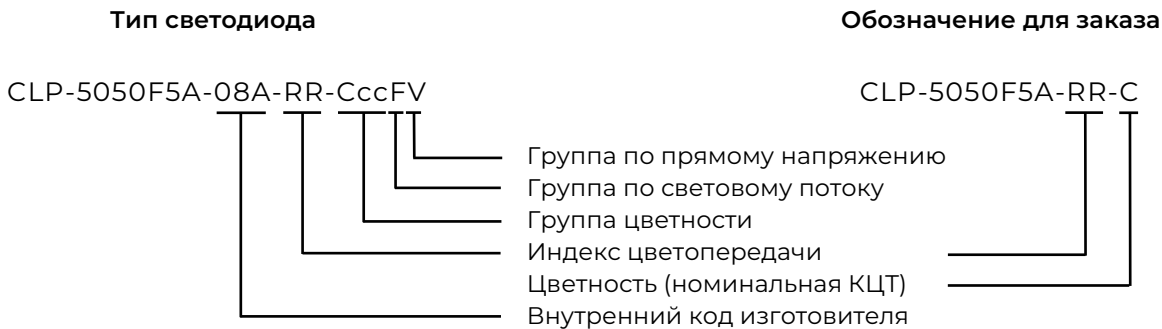 Тип светодиода
Обозначение для заказа
CLP-5050F5A-08A-RR-CccFV
CLP-5050F5A-RR-C
Группа по прямому напряжению
Группа по световому потоку
Группа цветности
Индекс цветопередачи
Цветность (номинальная КЦТ)
Внутренний код изготовителя